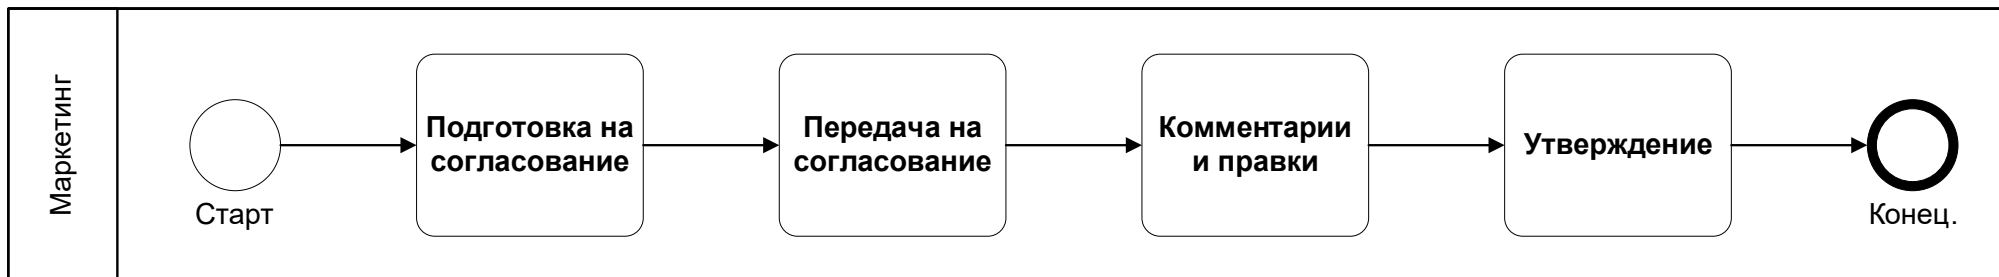 Маркетинг
Старт
Подготовка на
согласование
Передача на
согласование
Комментарии
и правки
Утверждение
Конец.